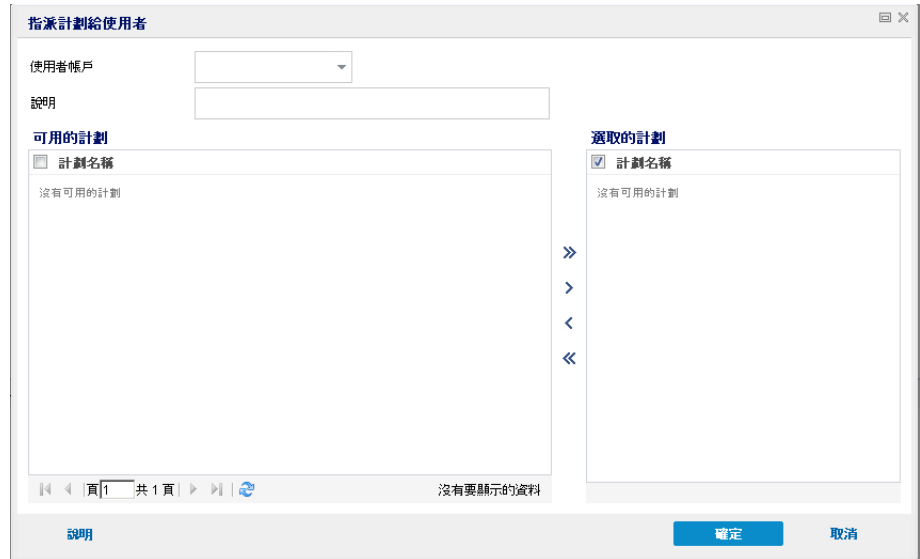 指派計劃給使用者
使用者帳戶
說明
可用的計劃
選取的計劃
計劃名稱
計劃名稱
沒有可用的計劃
沒有可用的計劃
頁 1 共 1 頁
沒有要顯示的資料
說明
確定
取消